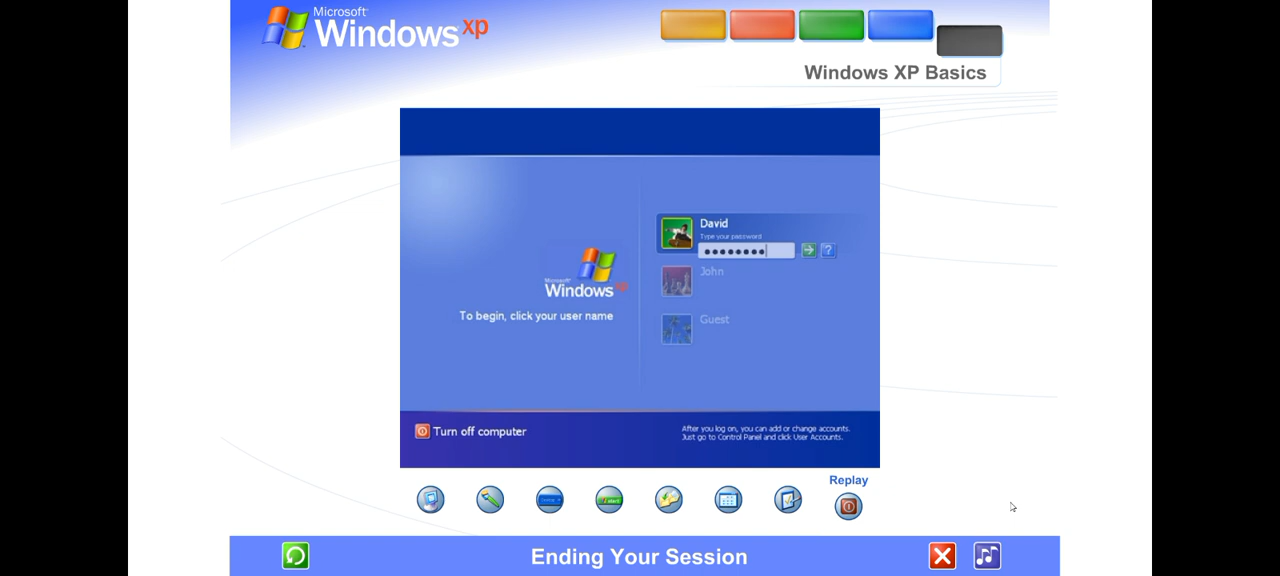 Microsoft
Windows xp
Windows XP Basics
David
Type your password
John
Microsoft
Windows xp
To begin, click your user name
Guest
Turn off computer
After you log on, you can add or change accounts.
Just go to Control Panel and click User Accounts.
Replay
start
Ending Your Session